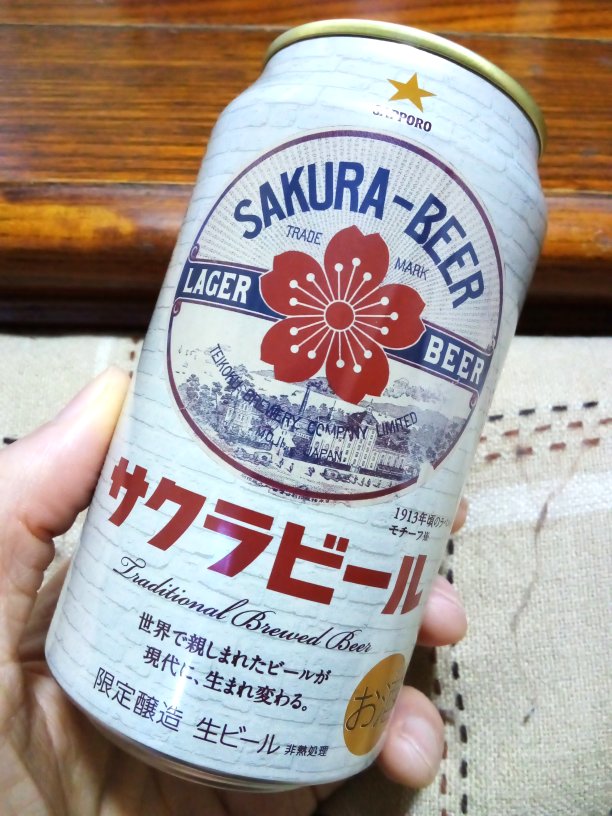 SAPPORO
SAKURA-BEER
TRADE MARK
LAGER BEER
TEIKOKU BREWERY COMPANY LIMITED
MOJI JAPAN
1913年頃のラベル
モチーフ
サクラビール
Traditional Brewed Beer
世界で親しまれたビールが
現代に、生まれ変わる。
お酒
限定醸造 生ビール 非熱処理